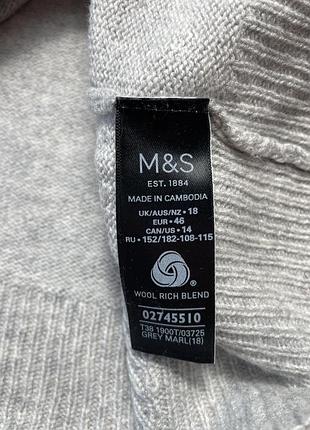 M&S
EST. 1884
MADE IN CAMBODIA
UK/AUS/NZ • 18
EUR • 46
CAN/US • 14
RU • 152/182-108-115
WOOL RICH BLEND
02745510
T38 1900T/03725
GREY MARL(18)